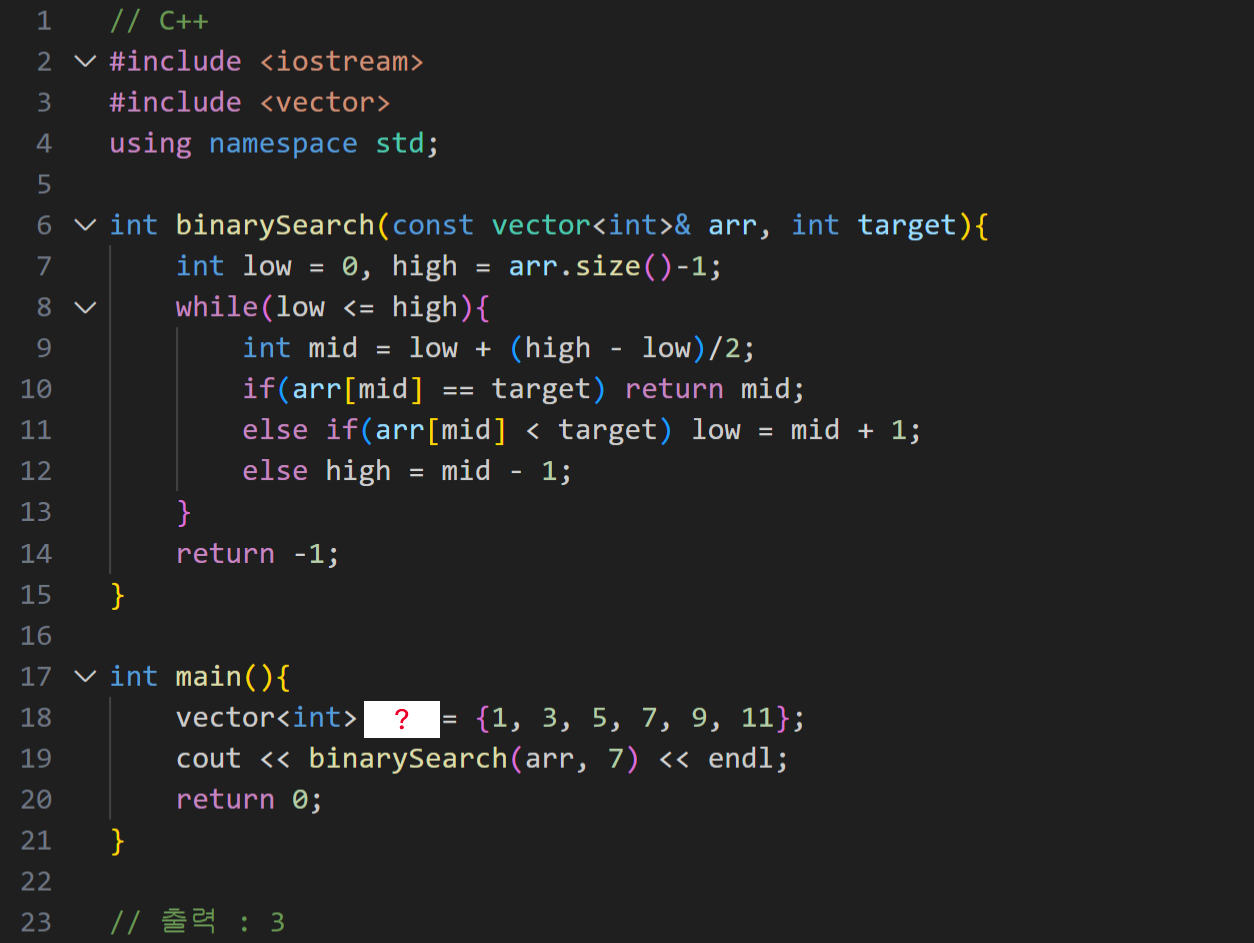 1 // C++
2 #include <iostream>
3 #include <vector>
4 using namespace std;
5
6 int binarySearch(const vector<int>& arr, int target){
7     int low = 0, high = arr.size()-1;
8     while(low <= high){
9         int mid = low + (high - low)/2;
10         if(arr[mid] == target) return mid;
11         else if(arr[mid] < target) low = mid + 1;
12         else high = mid - 1;
13     }
14     return -1;
15 }
16
17 int main(){
18     vector<int> ? = {1, 3, 5, 7, 9, 11};
19     cout << binarySearch(arr, 7) << endl;
20     return 0;
21 }
22
23 // 출력 : 3